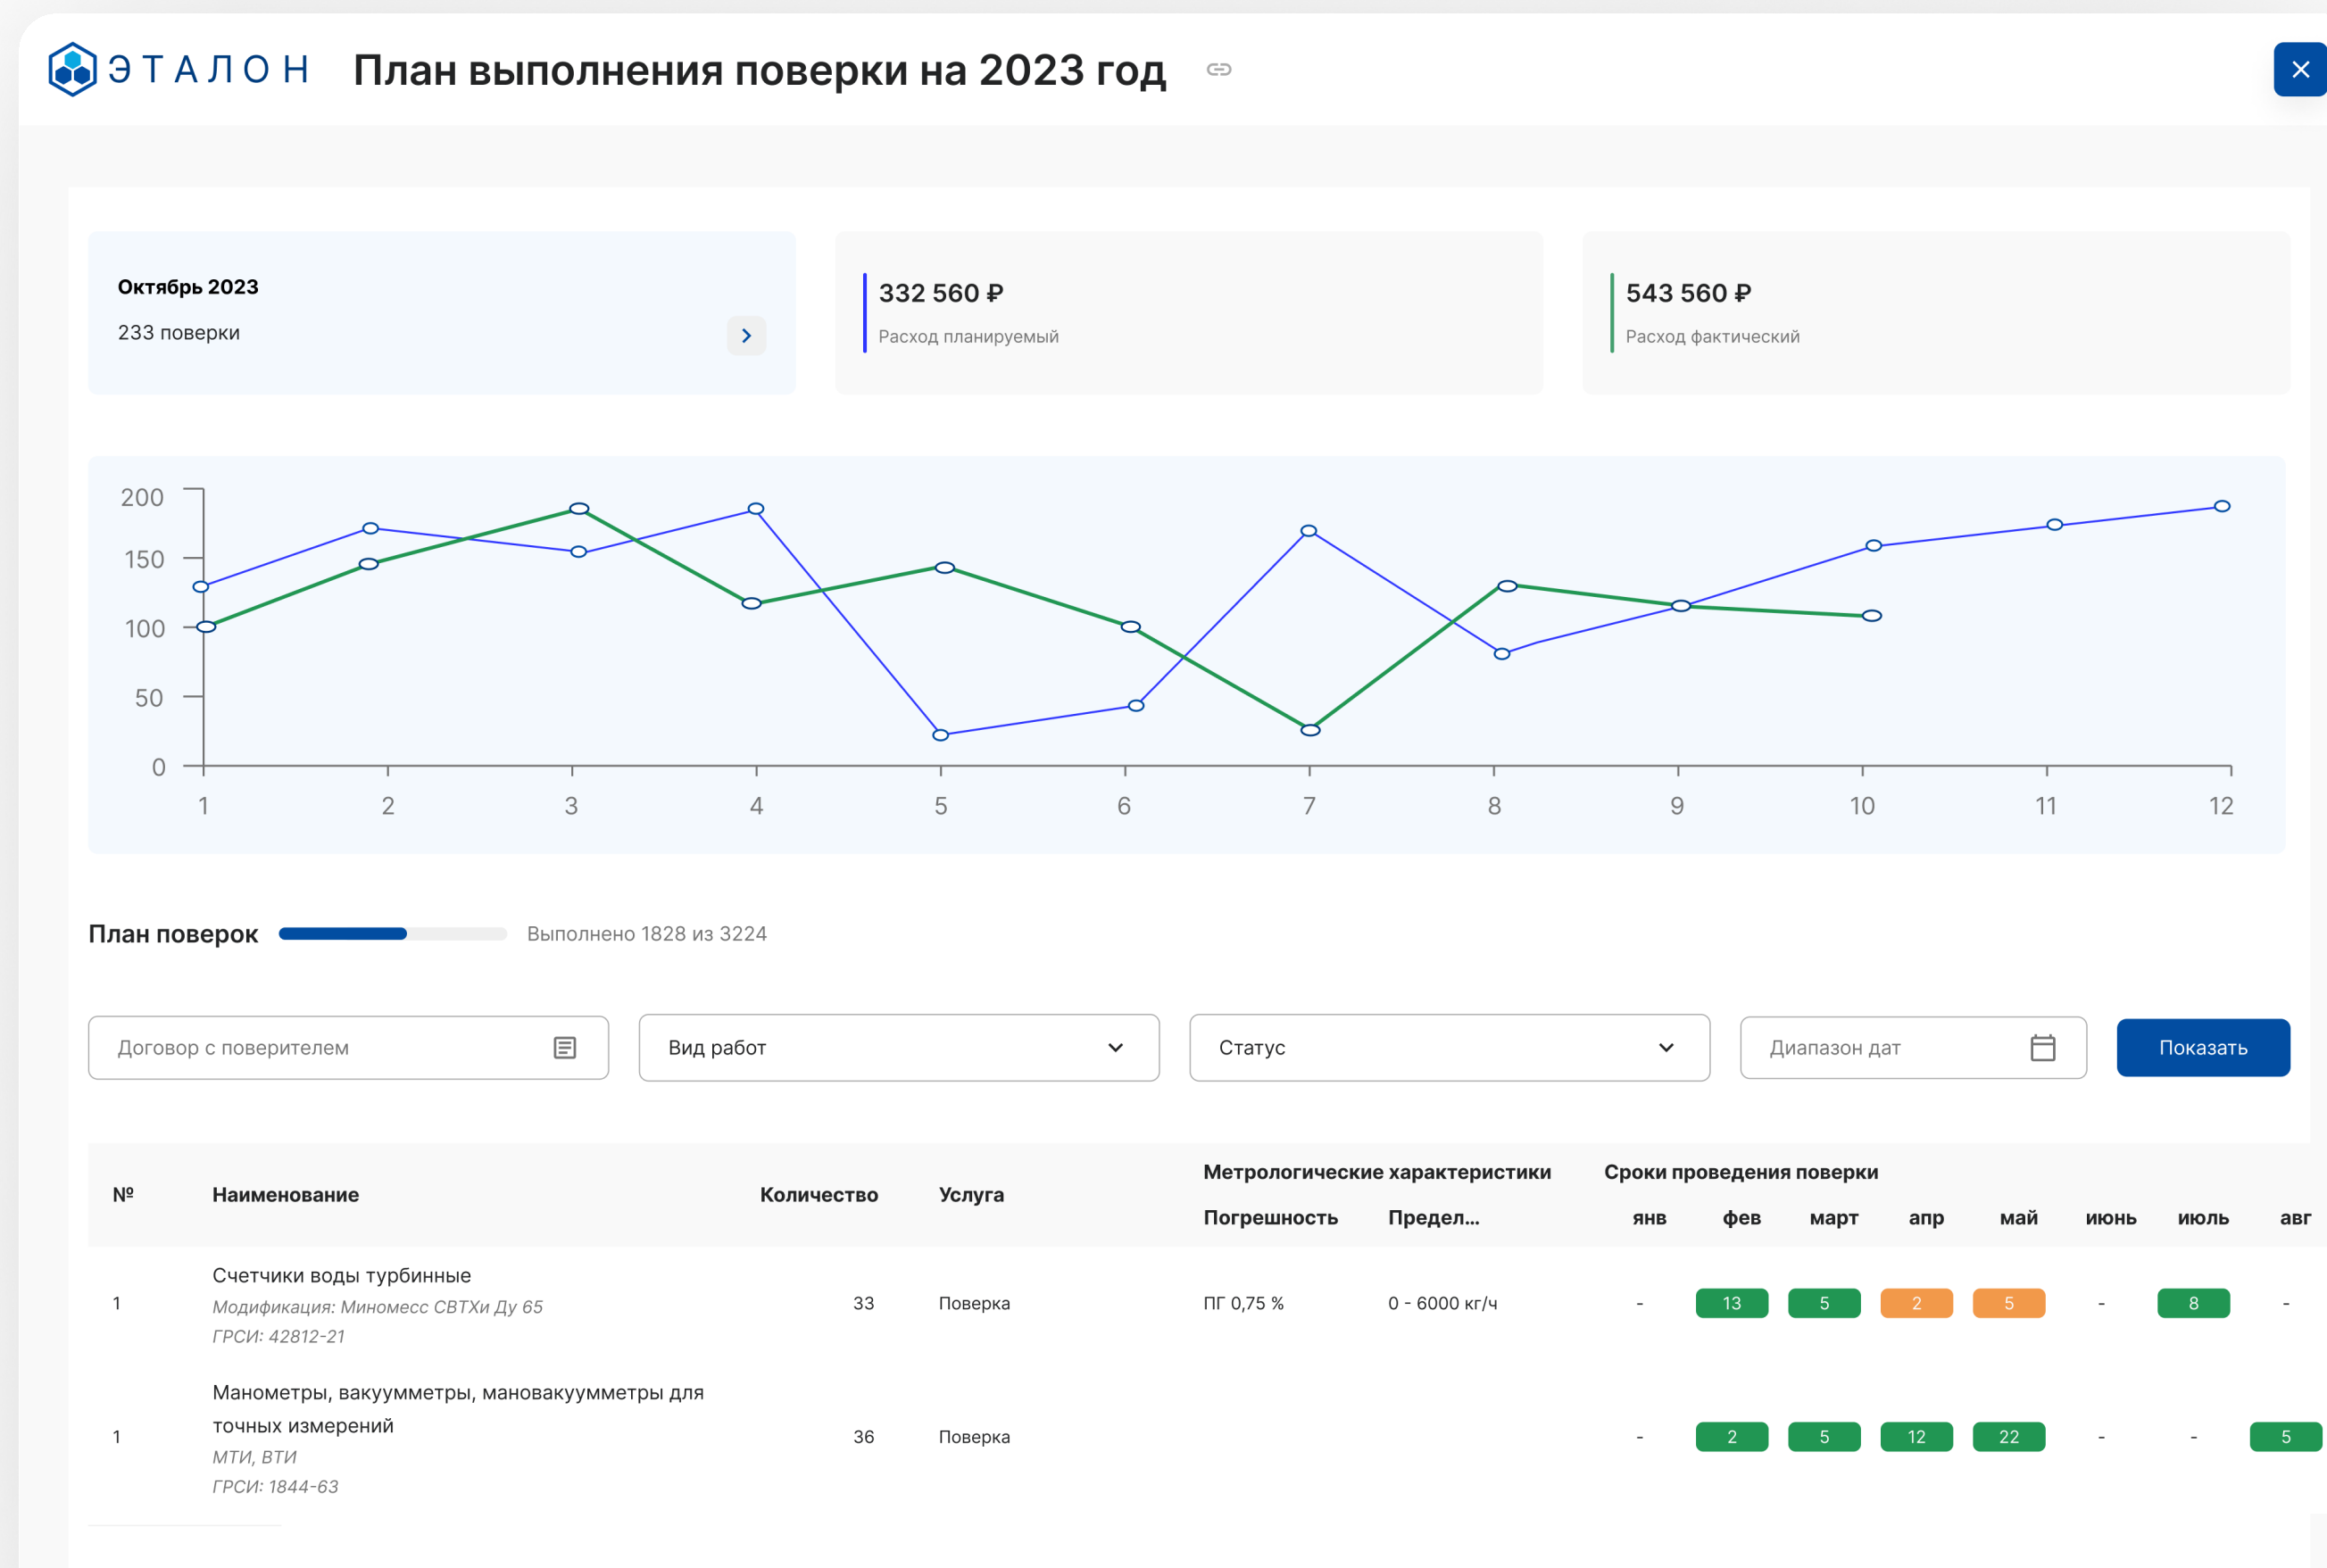 ЭТАЛОН
План выполнения поверки на 2023 год
Октябрь 2023
233 поверки
332 560 ₽
Расход планируемый
543 560 ₽
Расход фактический
200
150
100
50
0
1 2 3 4 5 6 7 8 9 10 11 12
План поверок
Выполнено 1828 из 3224
Договор с поверителем
Вид работ
Статус
Диапазон дат
Показать
№ Наименование Количество Услуга
Метрологические характеристики
Погрешность Предел...
Сроки проведения поверки
янв фев март апр май июнь июль авг
1
Счетчики воды турбинные
Модификация: Миномесс СВТХи Ду 65
ГРСИ: 42812-21
33 Поверка ПГ 0,75 % 0 - 6000 кг/ч - 13 5 2 5 - 8 -
1
Манометры, вакуумметры, мановакуумметры для
точных измерений
МТИ, ВТИ
ГРСИ: 1844-63
36 Поверка - 2 5 12 22 - - 5